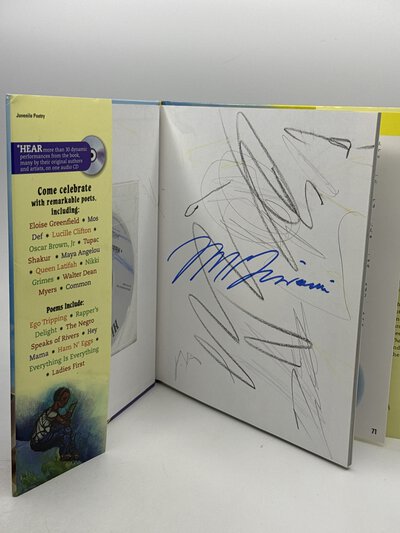 Juvenile Poetry
*HEAR more than 30 dynamic
performances from the book,
many by their original authors
and artists, on one audio CD
Come celebrate
with remarkable poets,
including:
Eloise Greenfield • Mos
Def • Lucille Clifton •
Oscar Brown, Jr • Tupac
Shakur • Maya Angelou
• Queen Latifah • Nikki
Grimes • Walter Dean
Myers • Common
Poems include:
Ego Tripping • Rapper's
Delight • The Negro
Speaks of Rivers • Hey
Mama • Ham N' Eggs •
Everything Is Everything
• Ladies First
71